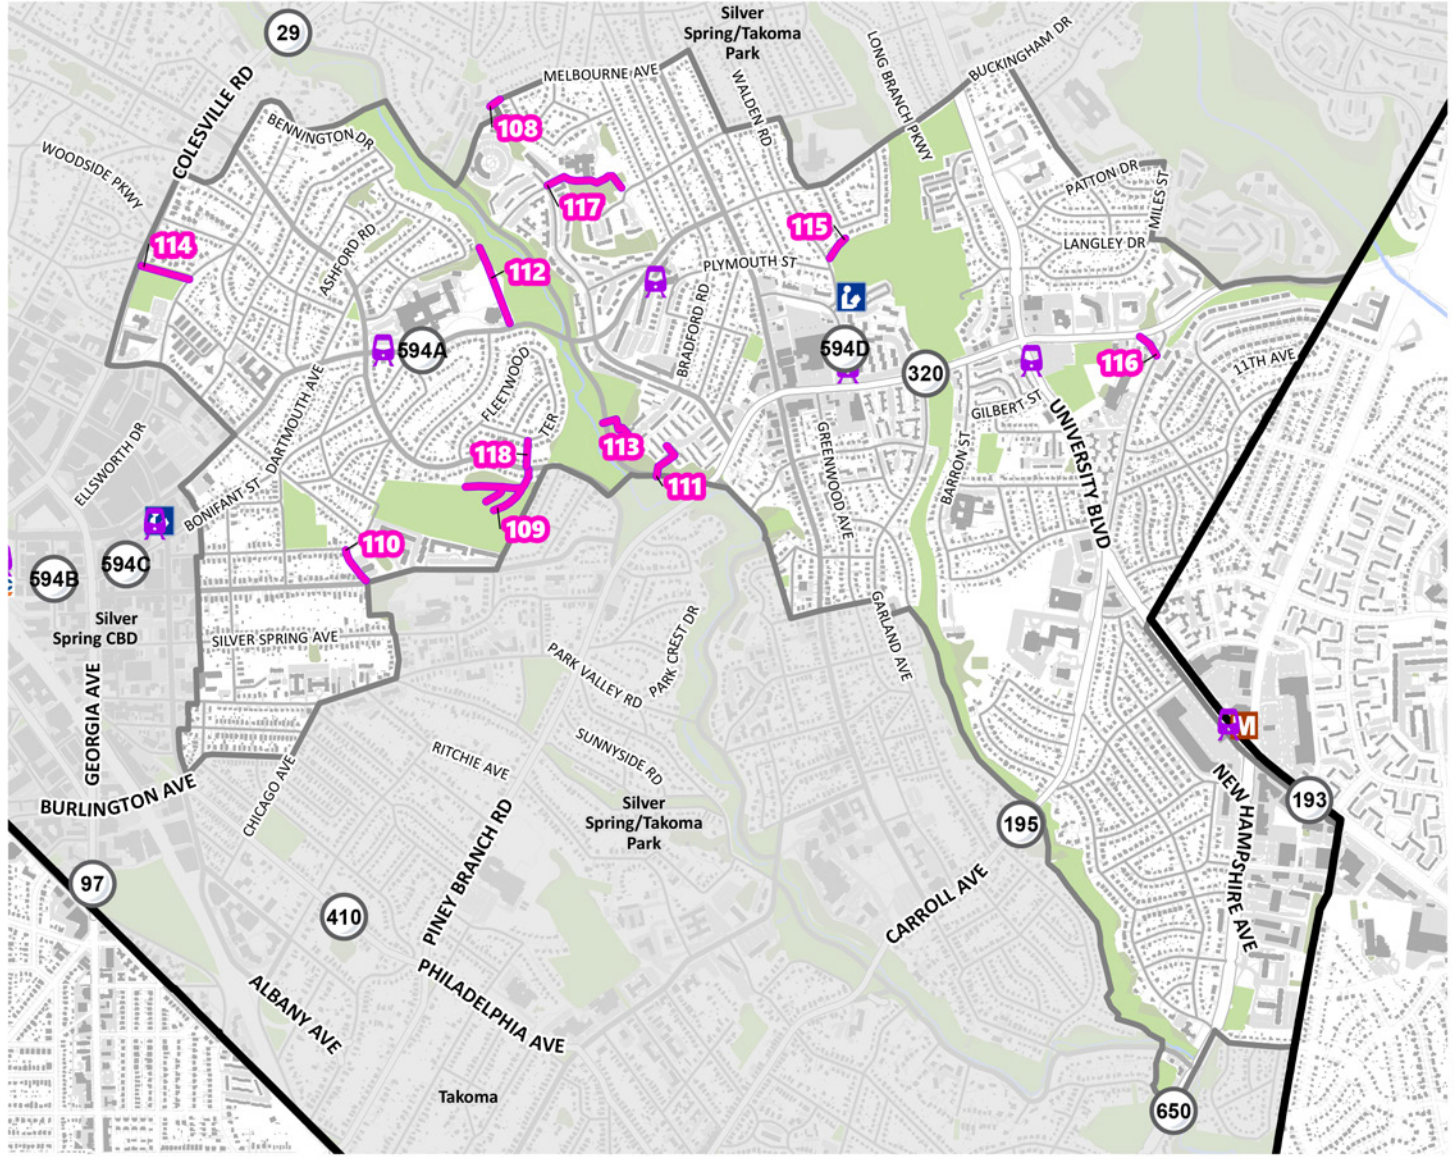 29
Silver
Spring/Takoma
Park
COLESVILLE RD
MELBOURNE AVE
LONG BRANCH PKWY
BUCKINGHAM DR
WALDEN RD
108
BENNINGTON DR
WOODSIDE PKWY
PATTON DR
MILES ST
117
115
114
ASHFORD RD
112
PLYMOUTH ST
LANGLEY DR
BRADFORD RD
594A
594D
320
116
11TH AVE
FLEETWOOD
TER
DARTMOUTH AVE
GILBERT ST
UNIVERSITY BLVD
ELLSWORTH DR
118
113
111
GREENWOOD AVE
BARRON ST
BONIFANT ST
109
110
594B
594C
Silver
Spring CBD
SILVER SPRING AVE
GARLAND AVE
PARK VALLEY RD
PARK CREST DR
GEORGIA AVE
M
RITCHIE AVE
SUNNYSIDE RD
BURLINGTON AVE
CHICAGO AVE
NEW HAMPSHIRE AVE
193
Silver
Spring/Takoma
Park
195
PINEY BRANCH RD
97
410
CARROLL AVE
ALBANY AVE
PHILADELPHIA AVE
Takoma
650